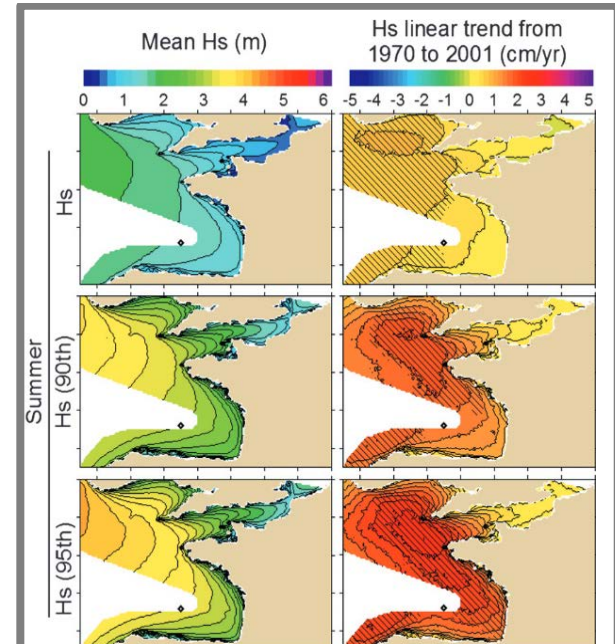 Mean Hs (m)
Hs linear trend from
1970 to 2001 (cm/yr)
0 1 2 3 4 5 6
-5 -4 -3 -2 -1 0 1 2 3 4 5
Summer
Hs
Hs (90th)
Hs (95th)